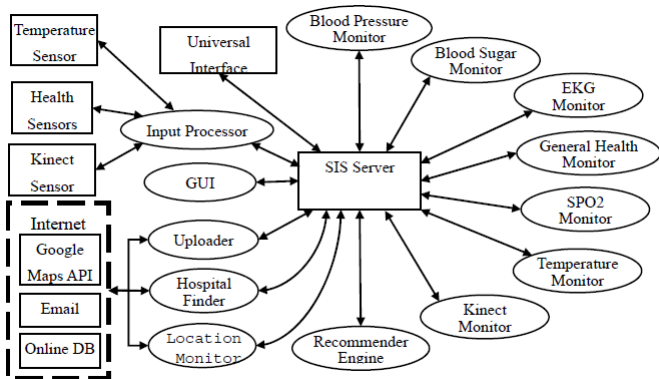 Temperature
Sensor
Universal
Interface
Blood Pressure
Monitor
Blood Sugar
Monitor
Health
Sensors
Input Processor
EKG
Monitor
SIS Server
General Health
Monitor
Kinect
Sensor
GUI
SPO2
Monitor
Internet
Google
Maps API
Uploader
Temperature
Monitor
Email
Hospital
Finder
Kinect
Monitor
Online DB
Location
Monitor
Recommender
Engine